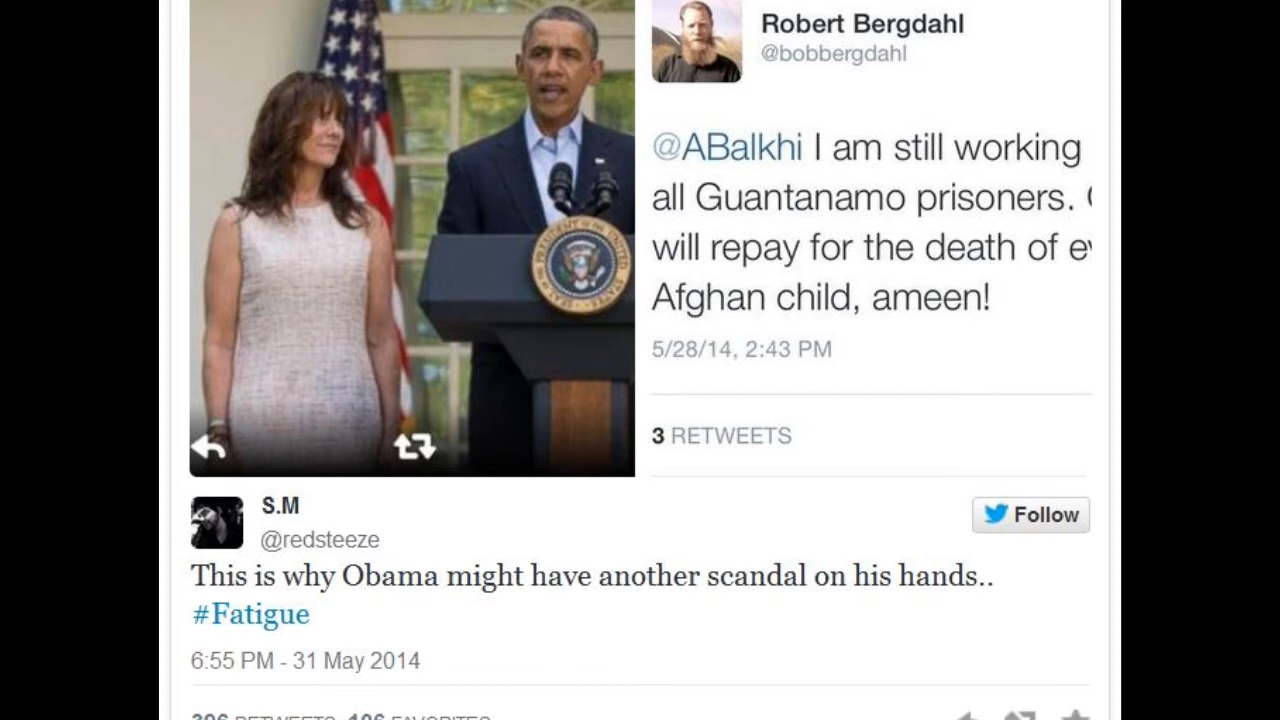 Robert Bergdahl
@bobbergdahl
@ABalkhi I am still working
all Guantanamo prisoners.
will repay for the death of
Afghan child, ameen!
5/28/14, 2:43 PM
3 RETWEETS
S.M
@redsteeze
Follow
This is why Obama might have another scandal on his hands..
#Fatigue
6:55 PM - 31 May 2014